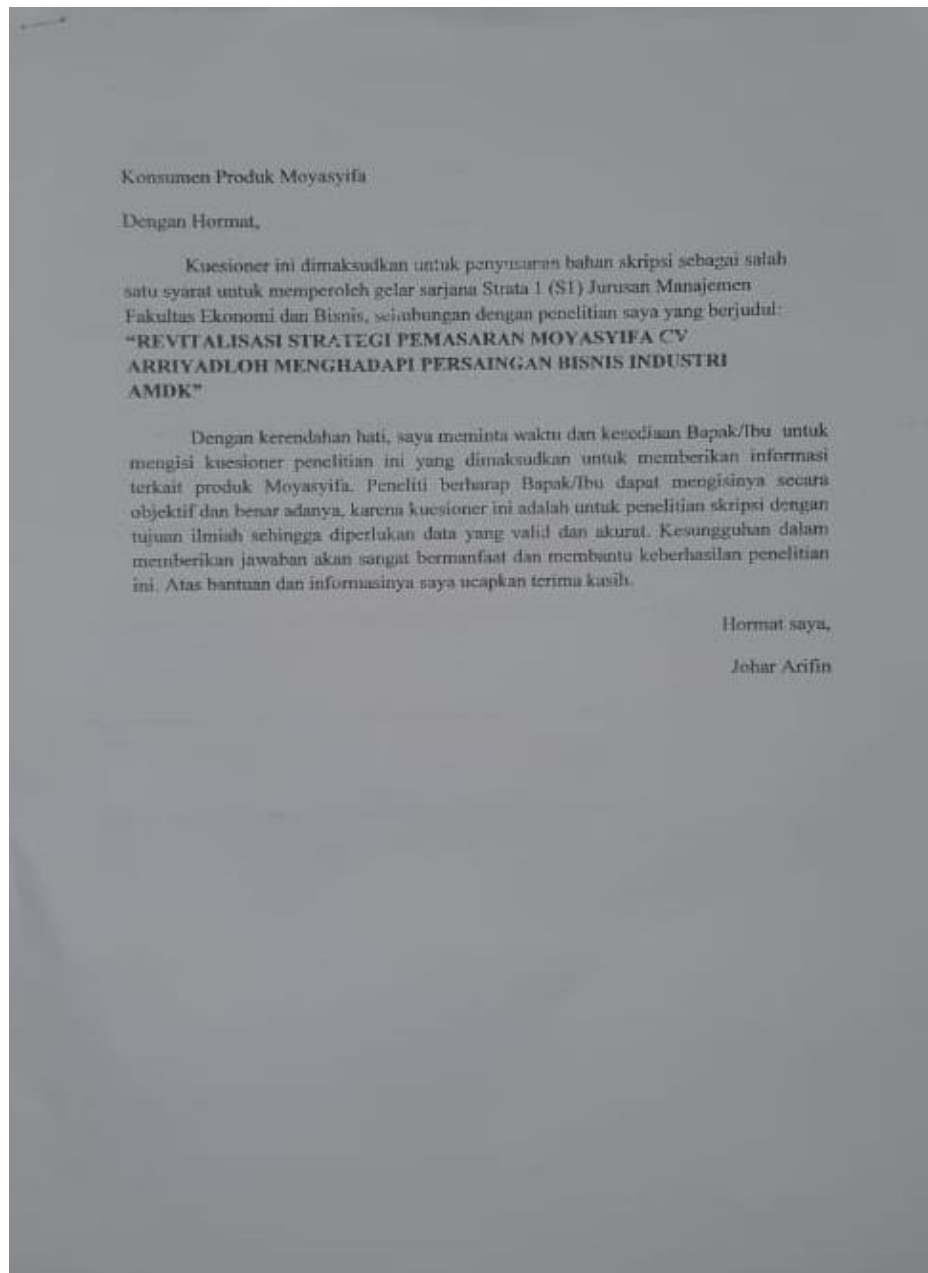 Konsumen Produk Moyasyifa
Dengan Hormat,
Kuesioner ini dimaksudkan untuk penyusunan bahan skripsi sebagai salah
satu syarat untuk memperoleh gelar sarjana Strata 1 (S1) Jurusan Manajemen
Fakultas Ekonomi dan Bisnis, sehubungan dengan penelitian saya yang berjudul:
“REVITALISASI STRATEGI PEMASARAN MOYASYIFA CV
ARRIYADLOH MENGHADAPI PERSAINGAN BISNIS INDUSTRI
AMDK”
Dengan kerendahan hati, saya meminta waktu dan kesediaan Bapak/Ibu untuk
mengisi kuesioner penelitian ini yang dimaksudkan untuk memberikan informasi
terkait produk Moyasyifa. Peneliti berharap Bapak/Ibu dapat mengisinya secara
objektif dan benar adanya, karena kuesioner ini adalah untuk penelitian skripsi dengan
tujuan ilmiah sehingga diperlukan data yang valid dan akurat. Kesungguhan dalam
memberikan jawaban akan sangat bermanfaat dan membantu keberhasilan penelitian
ini. Atas bantuan dan informasinya saya ucapkan terima kasih.
Hormat saya,
Johar Arifin